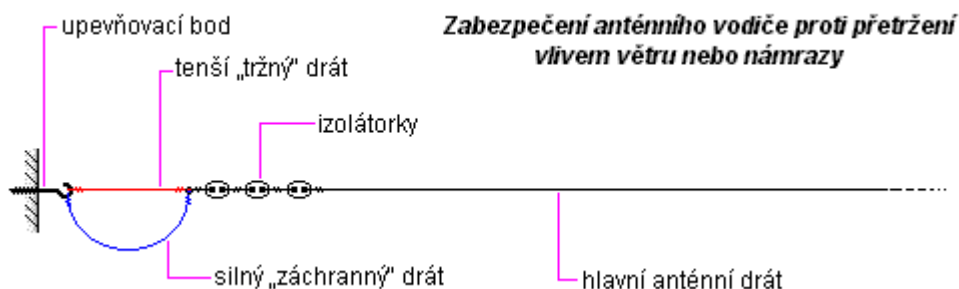 upevňovací bod
Zabezpečení anténního vodiče proti přetržení
vlivem větru nebo námrazy
tenší „tržný" drát
izolátorky
silný „záchranný" drát
hlavní anténní drát